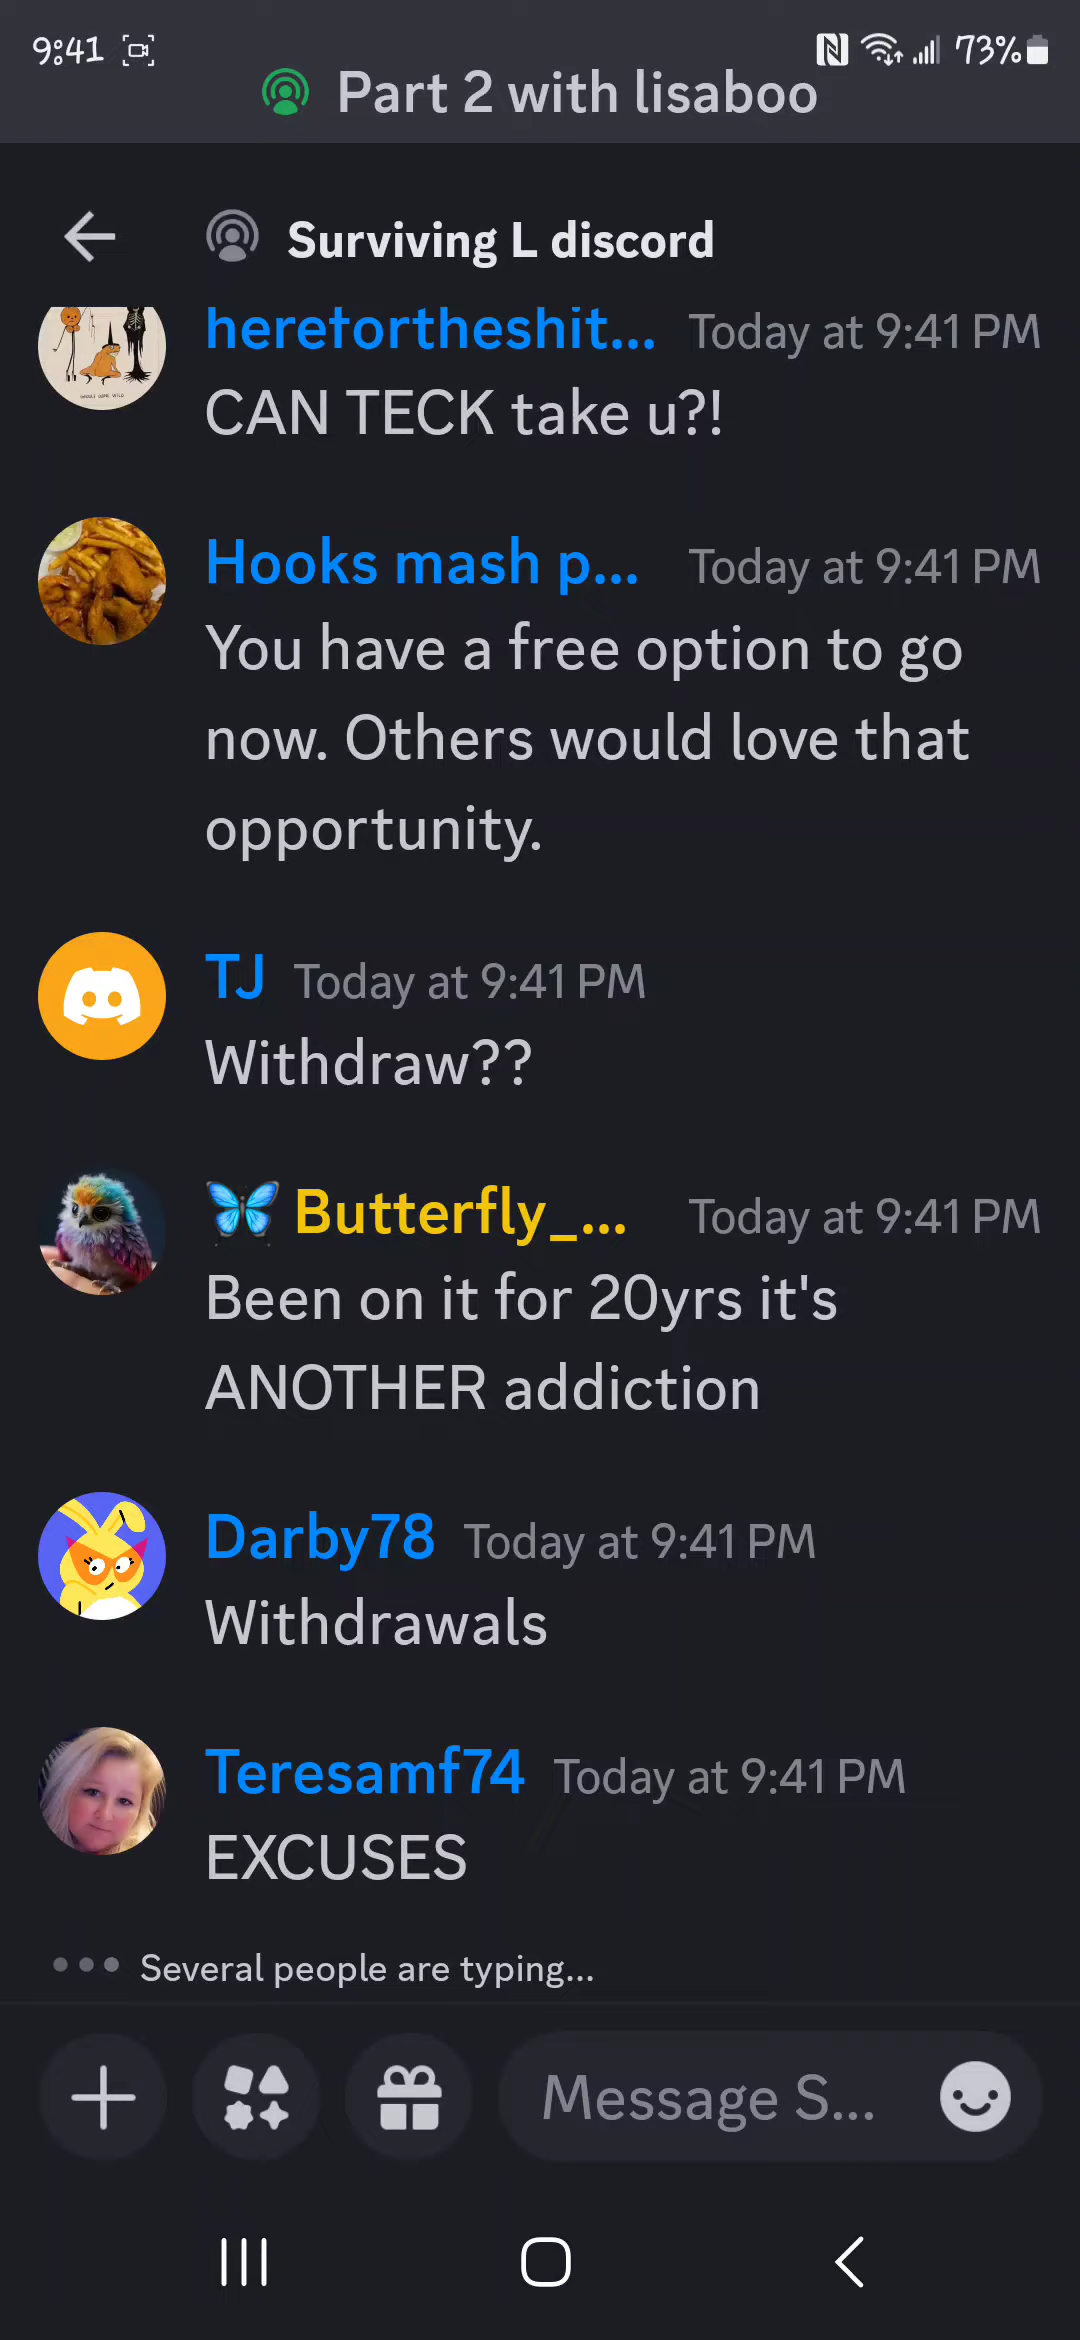 9:41
73%
Part 2 with lisaboo
Surviving L discord
herefortheshit... Today at 9:41 PM
CAN TECK take u?!
Hooks mash p... Today at 9:41 PM
You have a free option to go
now. Others would love that
opportunity.
TJ Today at 9:41 PM
Withdraw??
Butterfly_... Today at 9:41 PM
Been on it for 20yrs it's
ANOTHER addiction
Darby78 Today at 9:41 PM
Withdrawals
Teresamf74 Today at 9:41 PM
EXCUSES
Several people are typing...
Message S...